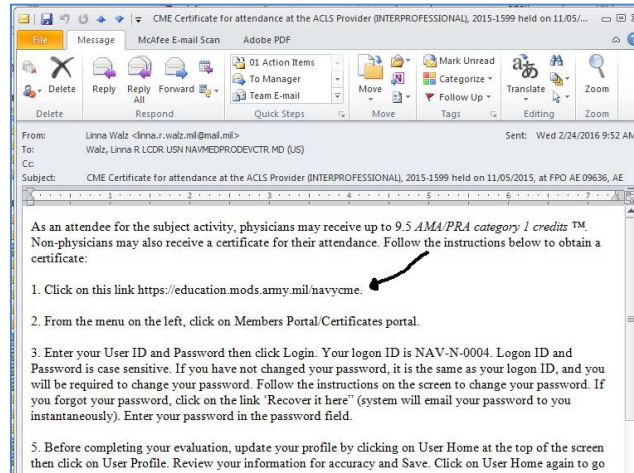 CME Certificate for attendance at the ACLS Provider (INTERPROFESSIONAL), 2015-1599 held on 11/05/...
File Message McAfee E-mail Scan Adobe PDF
Delete
Reply Reply All Forward
01 Action Items
To Manager
Team E-mail
Move
Mark Unread
Categorize
Follow Up
Translate
Zoom
Delete Respond Quick Steps Move Tags Editing Zoom
From: Linna Walz <linna.r.walz.mil@mail.mil> Sent: Wed 2/24/2016 9:52 AM
To: Walz, Linna R LCDR USN NAVMEDPRODEVCTR MD (US)
Cc:
Subject: CME Certificate for attendance at the ACLS Provider (INTERPROFESSIONAL), 2015-1599 held on 11/05/2015, at FPO AE 09636, AE
1 2 3 4 5 6 7
As an attendee for the subject activity, physicians may receive up to 9.5 AMA/PRA category 1 credits ™.
Non-physicians may also receive a certificate for their attendance. Follow the instructions below to obtain a
certificate:
1. Click on this link https://education.mods.army.mil/navycme.
2. From the menu on the left, click on Members Portal/Certificates portal.
3. Enter your User ID and Password then click Login. Your logon ID is NAV-N-0004. Logon ID and
Password is case sensitive. If you have not changed your password, it is the same as your logon ID, and you
will be required to change your password. Follow the instructions on the screen to change your password. If
you forgot your password, click on the link ‘Recover it here” (system will email your password to you
instantaneously). Enter your password in the password field.
5. Before completing your evaluation, update your profile by clicking on User Home at the top of the screen
then click on User Profile. Review your information for accuracy and Save. Click on User Home again to go